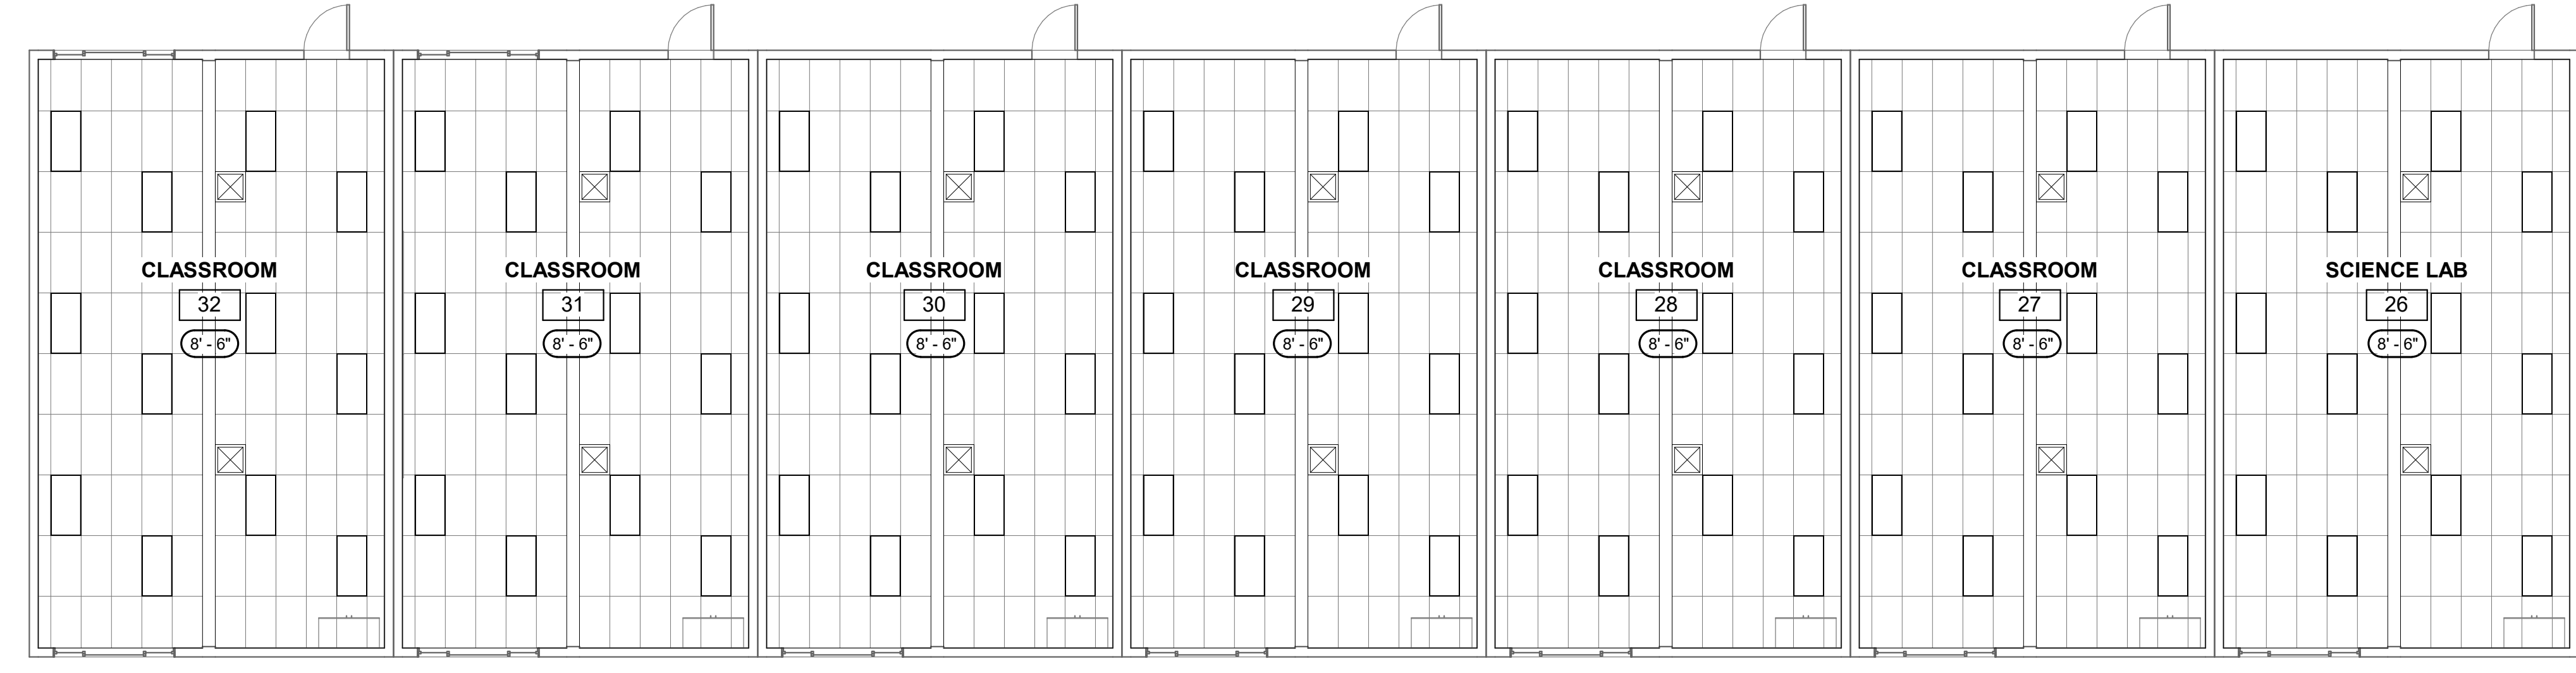 CLASSROOM
32
8' - 6"
CLASSROOM
31
8' - 6"
CLASSROOM
30
8' - 6"
CLASSROOM
29
8' - 6"
CLASSROOM
28
8' - 6"
CLASSROOM
27
8' - 6"
SCIENCE LAB
26
8' - 6"